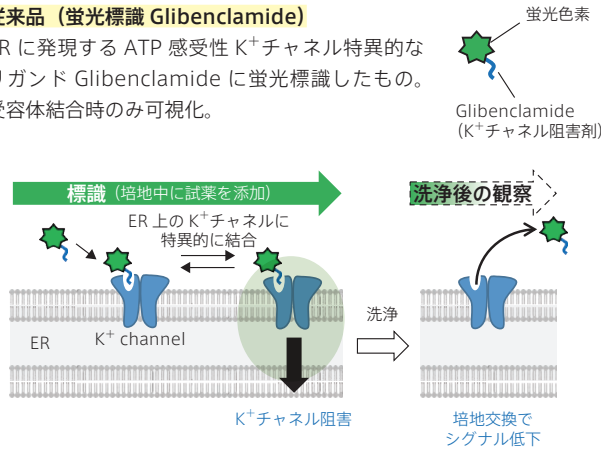 従来品（蛍光標識 Glibenclamide）
R に発現する ATP 感受性 K⁺チャネル特異的な
ガンド Glibenclamide に蛍光標識したもの。
受容体結合時のみ可視化。
蛍光色素
Glibenclamide
（K⁺チャネル阻害剤）
標識（培地中に試薬を添加）
洗浄後の観察
ER 上の K⁺チャネルに
特異的に結合
ER
K⁺ channel
洗浄
K⁺チャネル阻害
培地交換で
シグナル低下